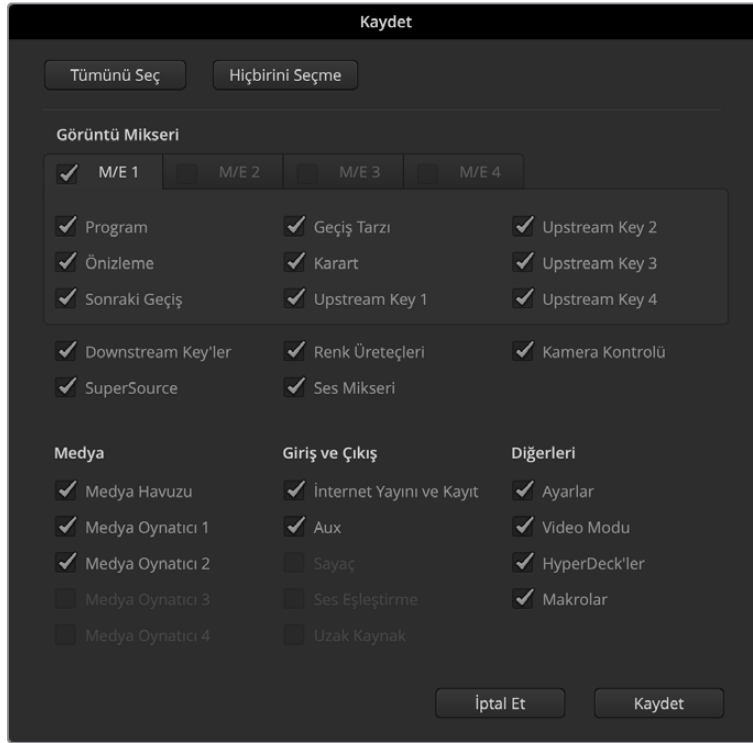 Kaydet
Tümünü Seç Hiçbirini Seçme
Görüntü Mikseri
M/E 1 M/E 2 M/E 3 M/E 4
Program Geçiş Tarzı Upstream Key 2
Önizleme Karart Upstream Key 3
Sonraki Geçiş Upstream Key 1 Upstream Key 4
Downstream Key'ler Renk Üreteçleri Kamera Kontrolü
SuperSource Ses Mikseri
Medya Giriş ve Çıkış Diğerleri
Medya Havuzu İnternet Yayını ve Kayıt Ayarlar
Medya Oynatıcı 1 Aux Video Modu
Medya Oynatıcı 2 Sayaç HyperDeck'ler
Medya Oynatıcı 3 Ses Eşleştirme Makrolar
Medya Oynatıcı 4 Uzak Kaynak
İptal Et Kaydet